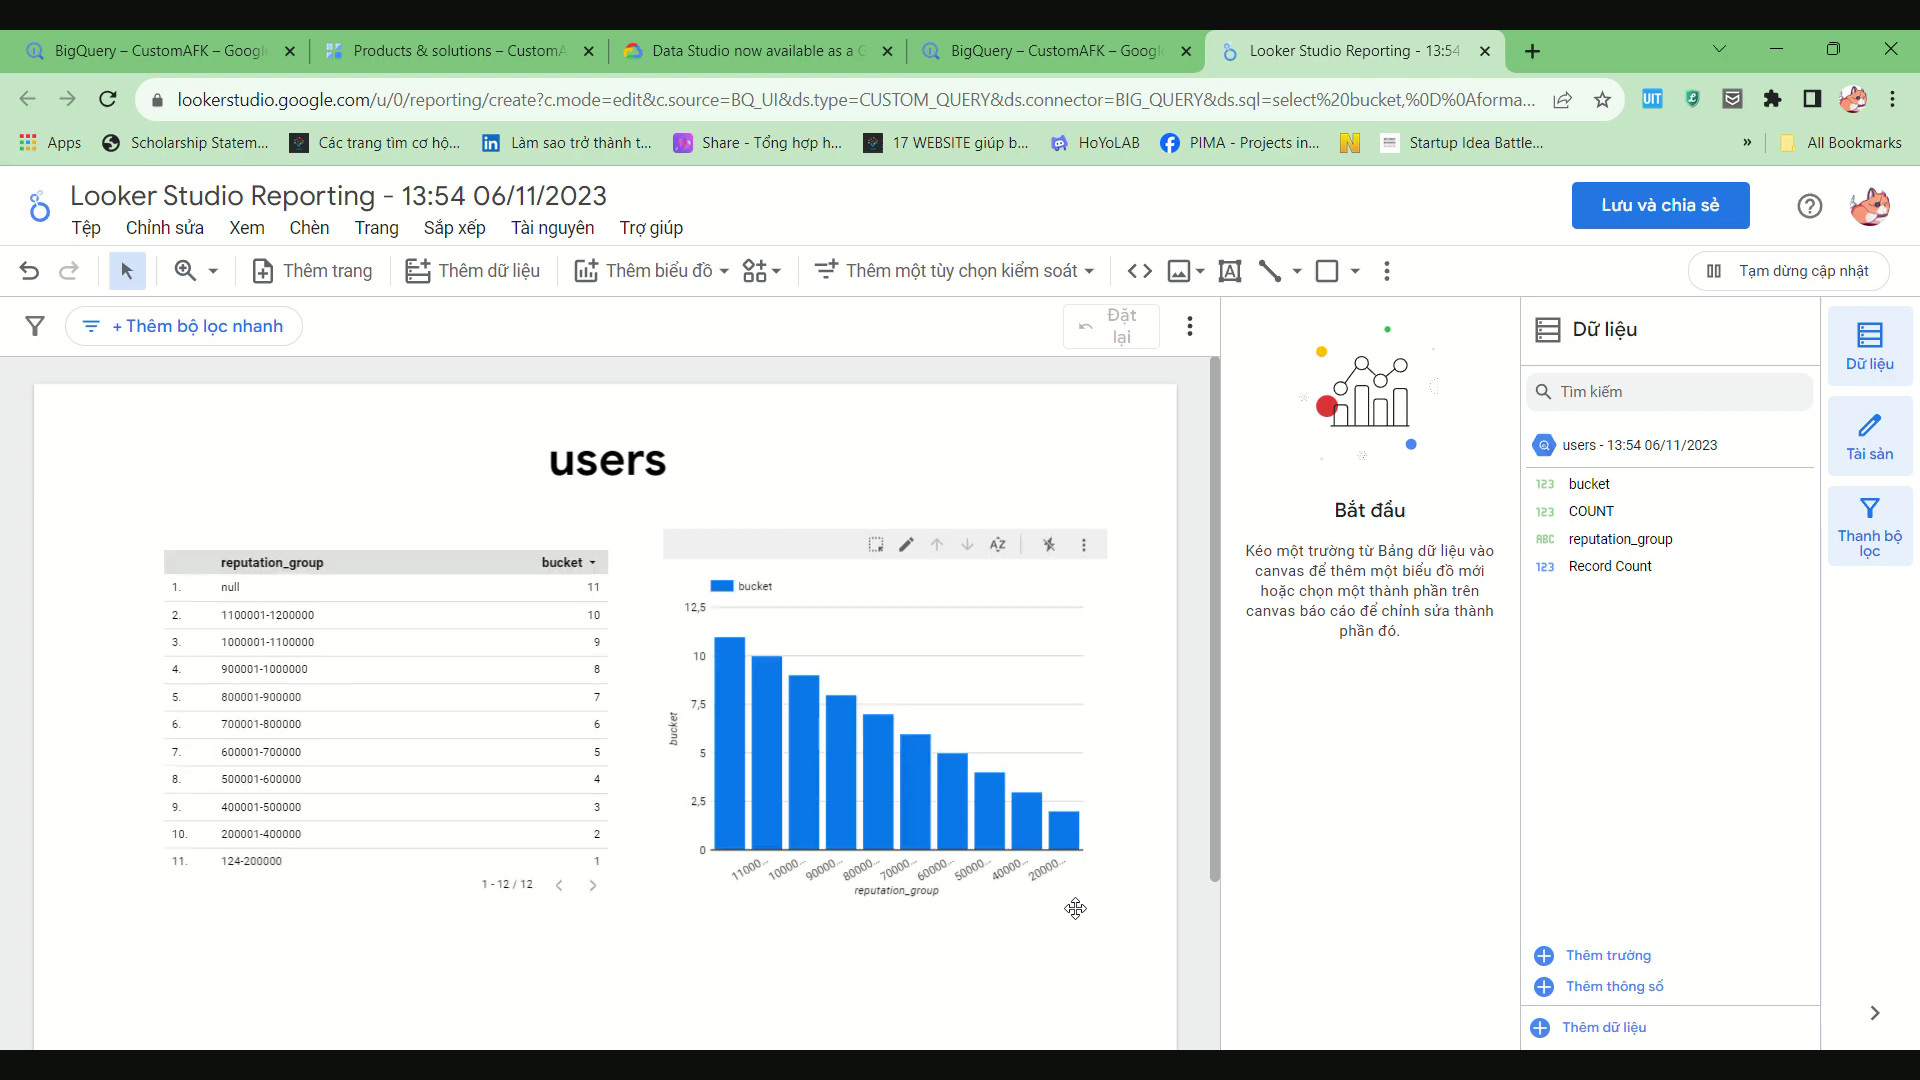 BigQuery – CustomAFK – Google
Products & solutions – CustomA
Data Studio now available as a G
BigQuery – CustomAFK – Google
Looker Studio Reporting - 13:54
lookerstudio.google.com/u/0/reporting/create?c.mode=edit&c.source=BQ_UI&ds.type=CUSTOM_QUERY&ds.connector=BIG_QUERY&ds.sql=select%20bucket,%0D%0Aforma...
UIT
Apps
Scholarship Statem...
Các trang tìm cơ hộ...
Làm sao trở thành t...
Share - Tổng hợp h...
17 WEBSITE giúp b...
HoYoLAB
PIMA - Projects in...
Startup Idea Battle...
»
All Bookmarks
Looker Studio Reporting - 13:54 06/11/2023
Tệp Chỉnh sửa Xem Chèn Trang Sắp xếp Tài nguyên Trợ giúp
Lưu và chia sẻ
Thêm trang
Thêm dữ liệu
Thêm biểu đồ
Thêm một tùy chọn kiểm soát
Tạm dừng cập nhật
+ Thêm bộ lọc nhanh
Đặt
lại
users
reputation_group bucket
1. null 11
2. 1100001-1200000 10
3. 1000001-1100000 9
4. 900001-1000000 8
5. 800001-900000 7
6. 700001-800000 6
7. 600001-700000 5
8. 500001-600000 4
9. 400001-500000 3
10. 200001-400000 2
11. 124-200000 1
1 - 12 / 12
bucket
12,5
10
7,5
5
2,5
0
bucket
11000...
10000...
90000...
80000...
70000...
60000...
50000...
40000...
20000...
reputation_group
Bắt đầu
Kéo một trường từ Bảng dữ liệu vào
canvas để thêm một biểu đồ mới
hoặc chọn một thành phần trên
canvas báo cáo để chỉnh sửa thành
phần đó.
Dữ liệu
Tìm kiếm
users - 13:54 06/11/2023
123 bucket
123 COUNT
ABC reputation_group
123 Record Count
Thêm trường
Thêm thông số
Thêm dữ liệu
Dữ liệu
Tài sản
Thanh bộ
lọc